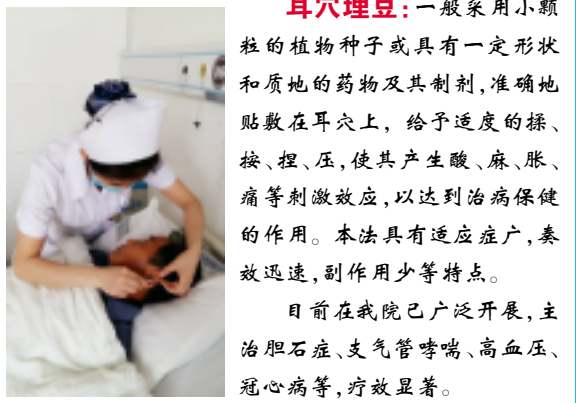 耳穴埋豆:一般采用小颗
粒的植物种子或具有一定形状
和质地的药物及其制剂,准确地
贴敷在耳穴上,给予适度的揉、
按、捏、压,使其产生酸、麻、胀、
痛等刺激效应,以达到治病保健
的作用。本法具有适应症广,奏
效迅速,副作用少等特点。
目前在我院已广泛开展,主
治胆石症、支气管哮喘、高血压、
冠心病等,疗效显著。